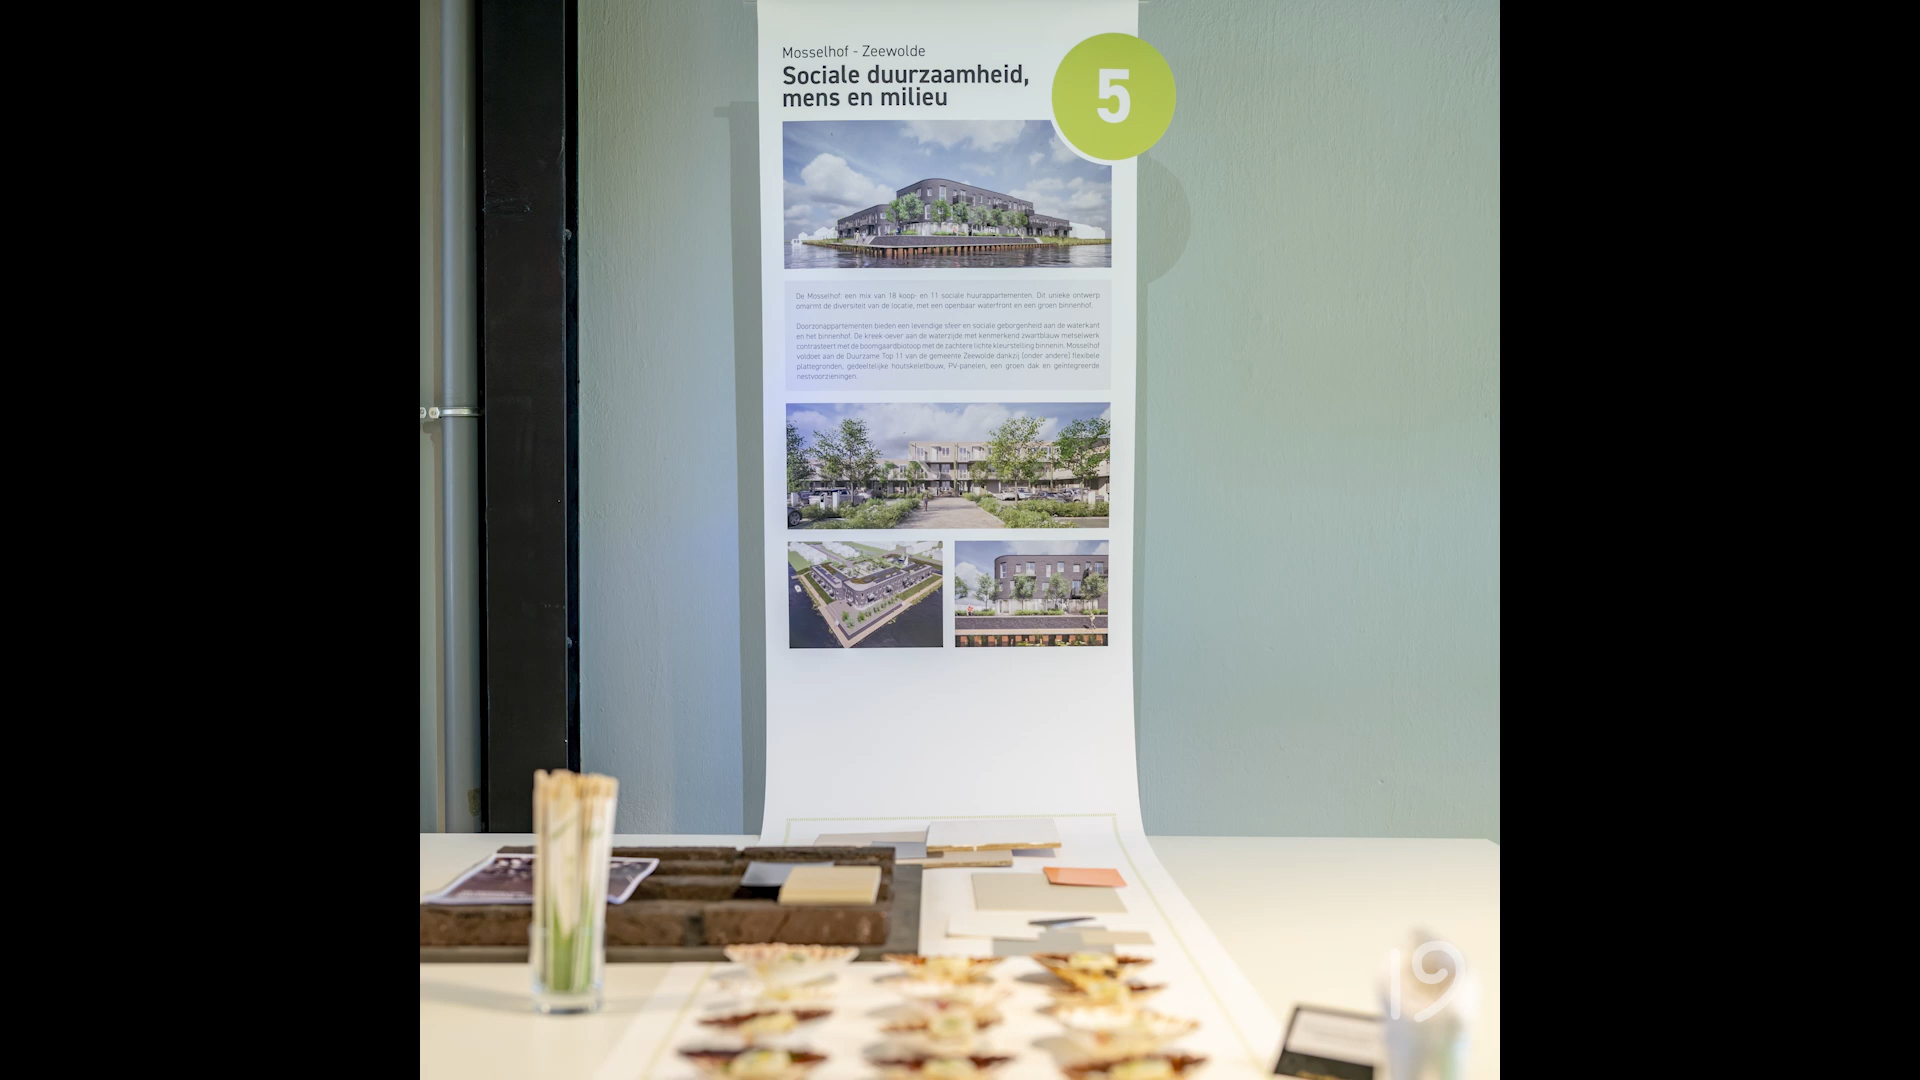 Mosselhof - Zeewolde
Sociale duurzaamheid,
mens en milieu
5
De Mosselhof: een mix van 18 koop- en 11 sociale huurappartementen. Dit unieke ontwerp
omarmt de diversiteit van de locatie, met een openbaar waterfront en een groen binnenhof.
Doorzonappartementen bieden een levendige sfeer en sociale geborgenheid aan de waterkant
en het binnenhof. De kreek-oever aan de waterzijde met kenmerkend zwartblauw metselwerk
contrasteert met de boomgaardbiotoop met de zachtere lichte kleurstelling binnenin. Mosselhof
voldoet aan de Duurzame Top 11 van de gemeente Zeewolde dankzij (onder andere) flexibele
plattegronden, gedeeltelijke houtskeletbouw, PV-panelen, een groen dak en geïntegreerde
nestvoorzieningen.
19